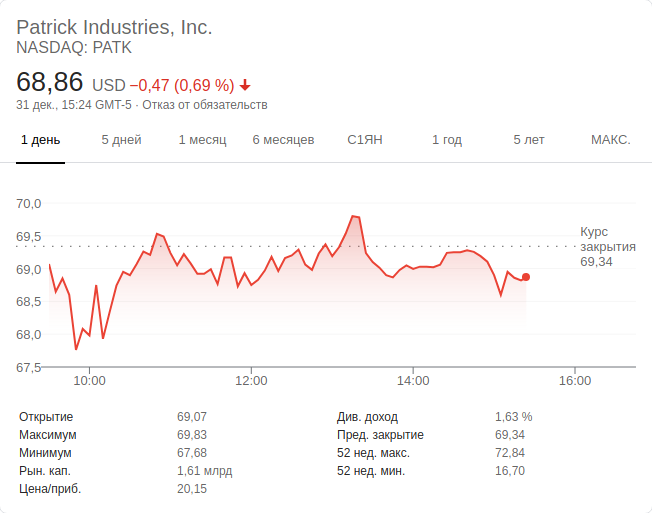 Patrick Industries, Inc.
NASDAQ: PATK
68,86 USD −0,47 (0,69 %)
31 дек., 15:24 GMT-5 · Отказ от обязательств
1 день 5 дней 1 месяц 6 месяцев С1ЯН 1 год 5 лет МАКС.
70,0
69,5
69,0
68,5
68,0
67,5
Курс
закрытия
69,34
10:00 12:00 14:00 16:00
Открытие 69,07
Максимум 69,83
Минимум 67,68
Рын. кап. 1,61 млрд
Цена/приб. 20,15
Див. доход 1,63 %
Пред. закрытие 69,34
52 нед. макс. 72,84
52 нед. мин. 16,70